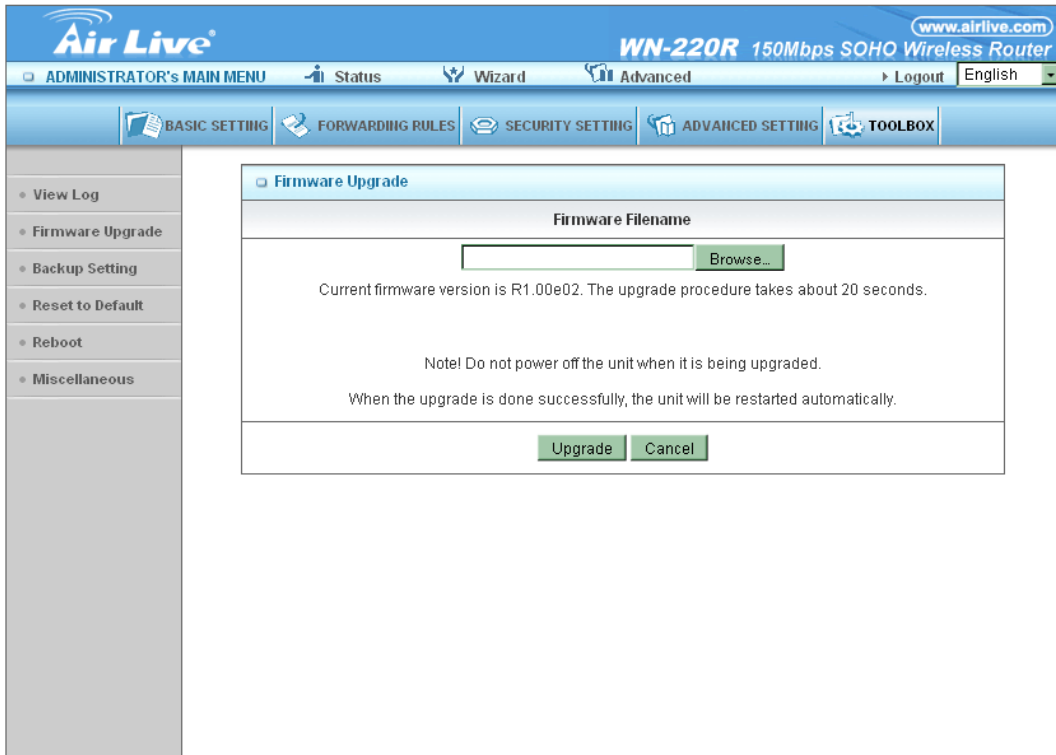 Air Live®
www.airlive.com
WN-220R 150Mbps SOHO Wireless Router
ADMINISTRATOR's MAIN MENU Status Wizard Advanced Logout English
BASIC SETTING FORWARDING RULES SECURITY SETTING ADVANCED SETTING TOOLBOX
View Log
Firmware Upgrade
Backup Setting
Reset to Default
Reboot
Miscellaneous
Firmware Upgrade
Firmware Filename
Browse...
Current firmware version is R1.00e02. The upgrade procedure takes about 20 seconds.
Note! Do not power off the unit when it is being upgraded.
When the upgrade is done successfully, the unit will be restarted automatically.
Upgrade Cancel